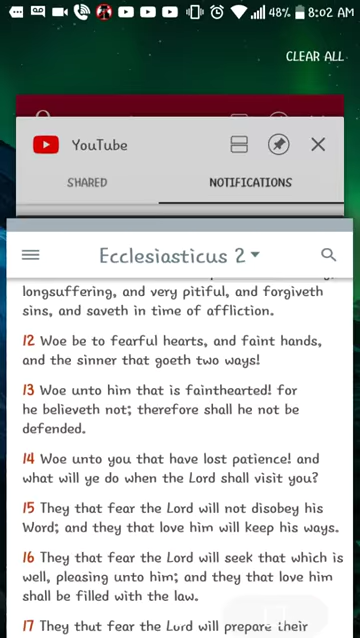 48% 8:02 AM
CLEAR ALL
YouTube
SHARED NOTIFICATIONS
Ecclesiasticus 2
longsuffering, and very pitiful, and forgiveth
sins, and saveth in time of affliction.
12 Woe be to fearful hearts, and faint hands,
and the sinner that goeth two ways!
13 Woe unto him that is fainthearted! for
he believeth not; therefore shall he not be
defended.
14 Woe unto you that have lost patience! and
what will ye do when the Lord shall visit you?
15 They that fear the Lord will not disobey his
Word; and they that love him will keep his ways.
16 They that fear the Lord will seek that which is
well, pleasing unto him; and they that love him
shall be filled with the law.
17 They that fear the Lord will prepare their